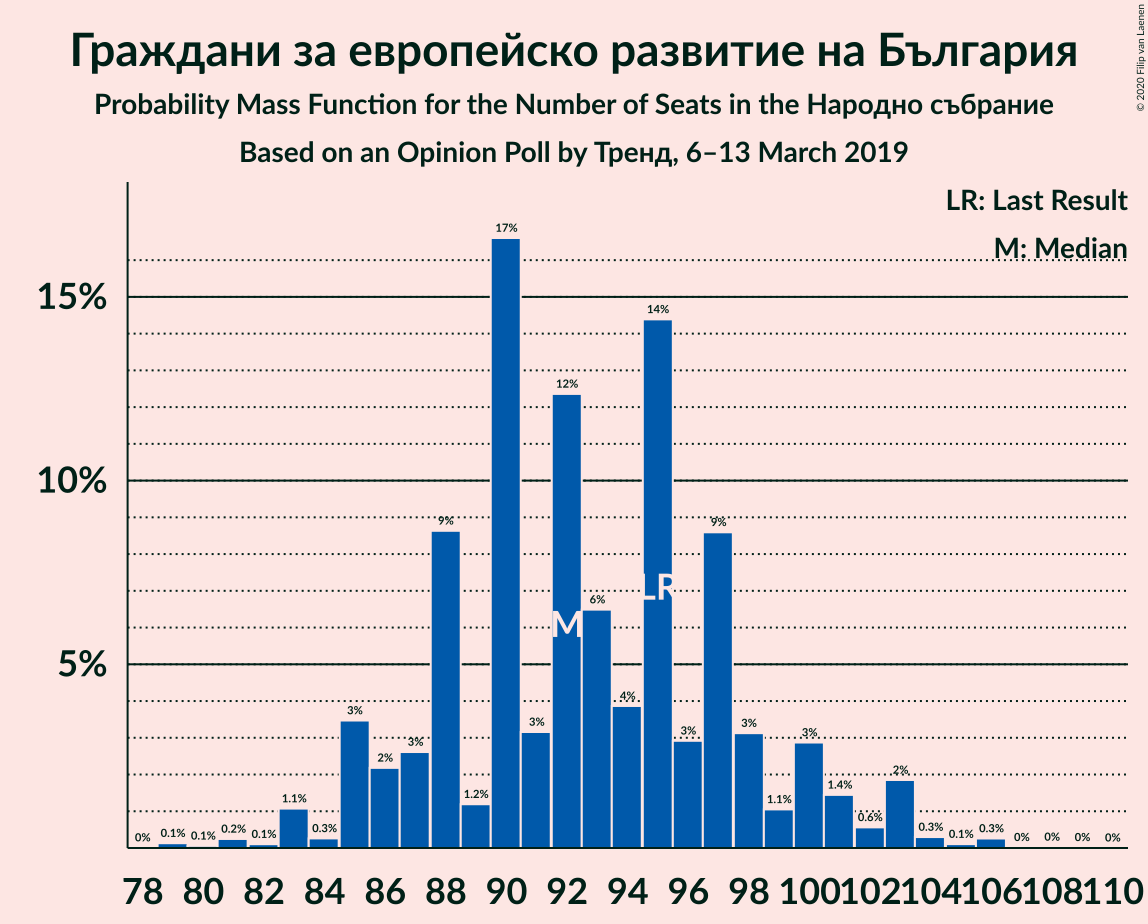 Граждани за европейско развитие на България
Probability Mass Function for the Number of Seats in the Народно събрание
Based on an Opinion Poll by Тренд, 6–13 March 2019
© 2020 Filip van Laenen
LR: Last Result
M: Median
15%
10%
5%
0% 0.1% 0.1% 0.2% 0.1% 1.1% 0.3% 3% 2% 3% 9% 1.2% 17% 3% 12% 6% 4% 14% 3% 9% 3% 1.1% 3% 1.4% 0.6% 2% 0.3% 0.1% 0.3% 0% 0% 0% 0%
M
LR
78 80 82 84 86 88 90 92 94 96 98 100 102 104 106 108 110